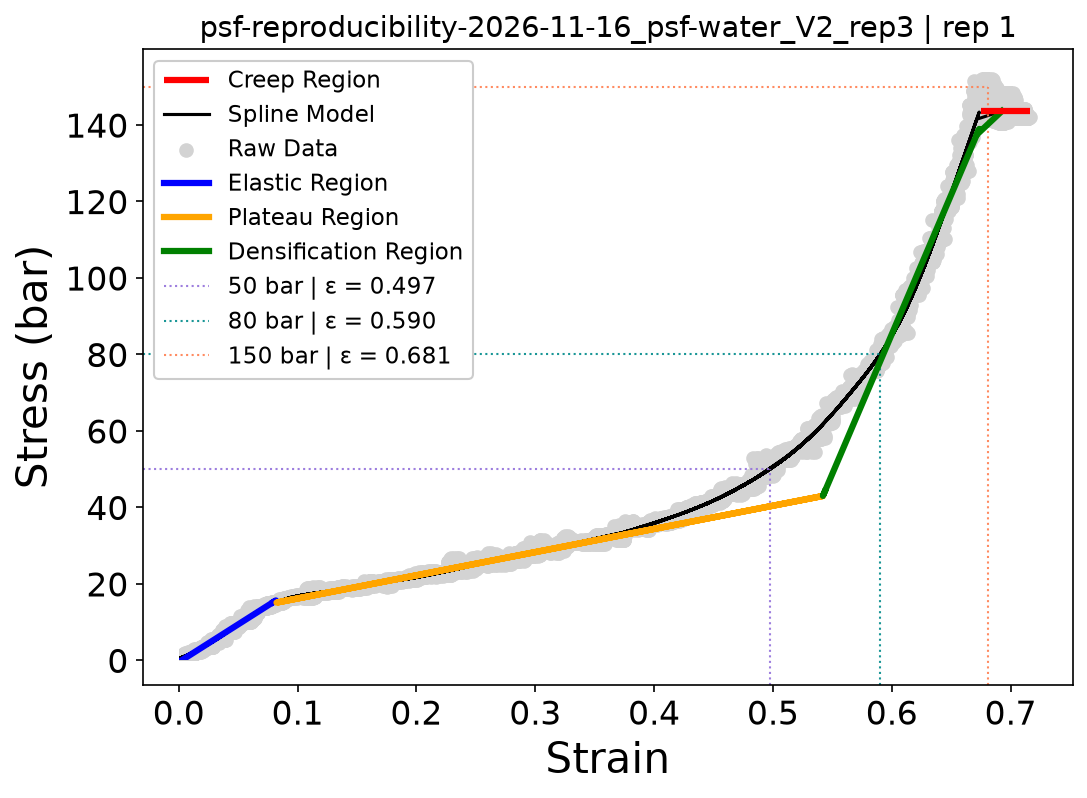 psf-reproducibility-2026-11-16_psf-water_V2_rep3 | rep 1
Creep Region
Spline Model
Raw Data
Elastic Region
Plateau Region
Densification Region
50 bar | ε = 0.497
80 bar | ε = 0.590
150 bar | ε = 0.681
Stress (bar)
140
120
100
80
60
40
20
0
0.0 0.1 0.2 0.3 0.4 0.5 0.6 0.7
Strain